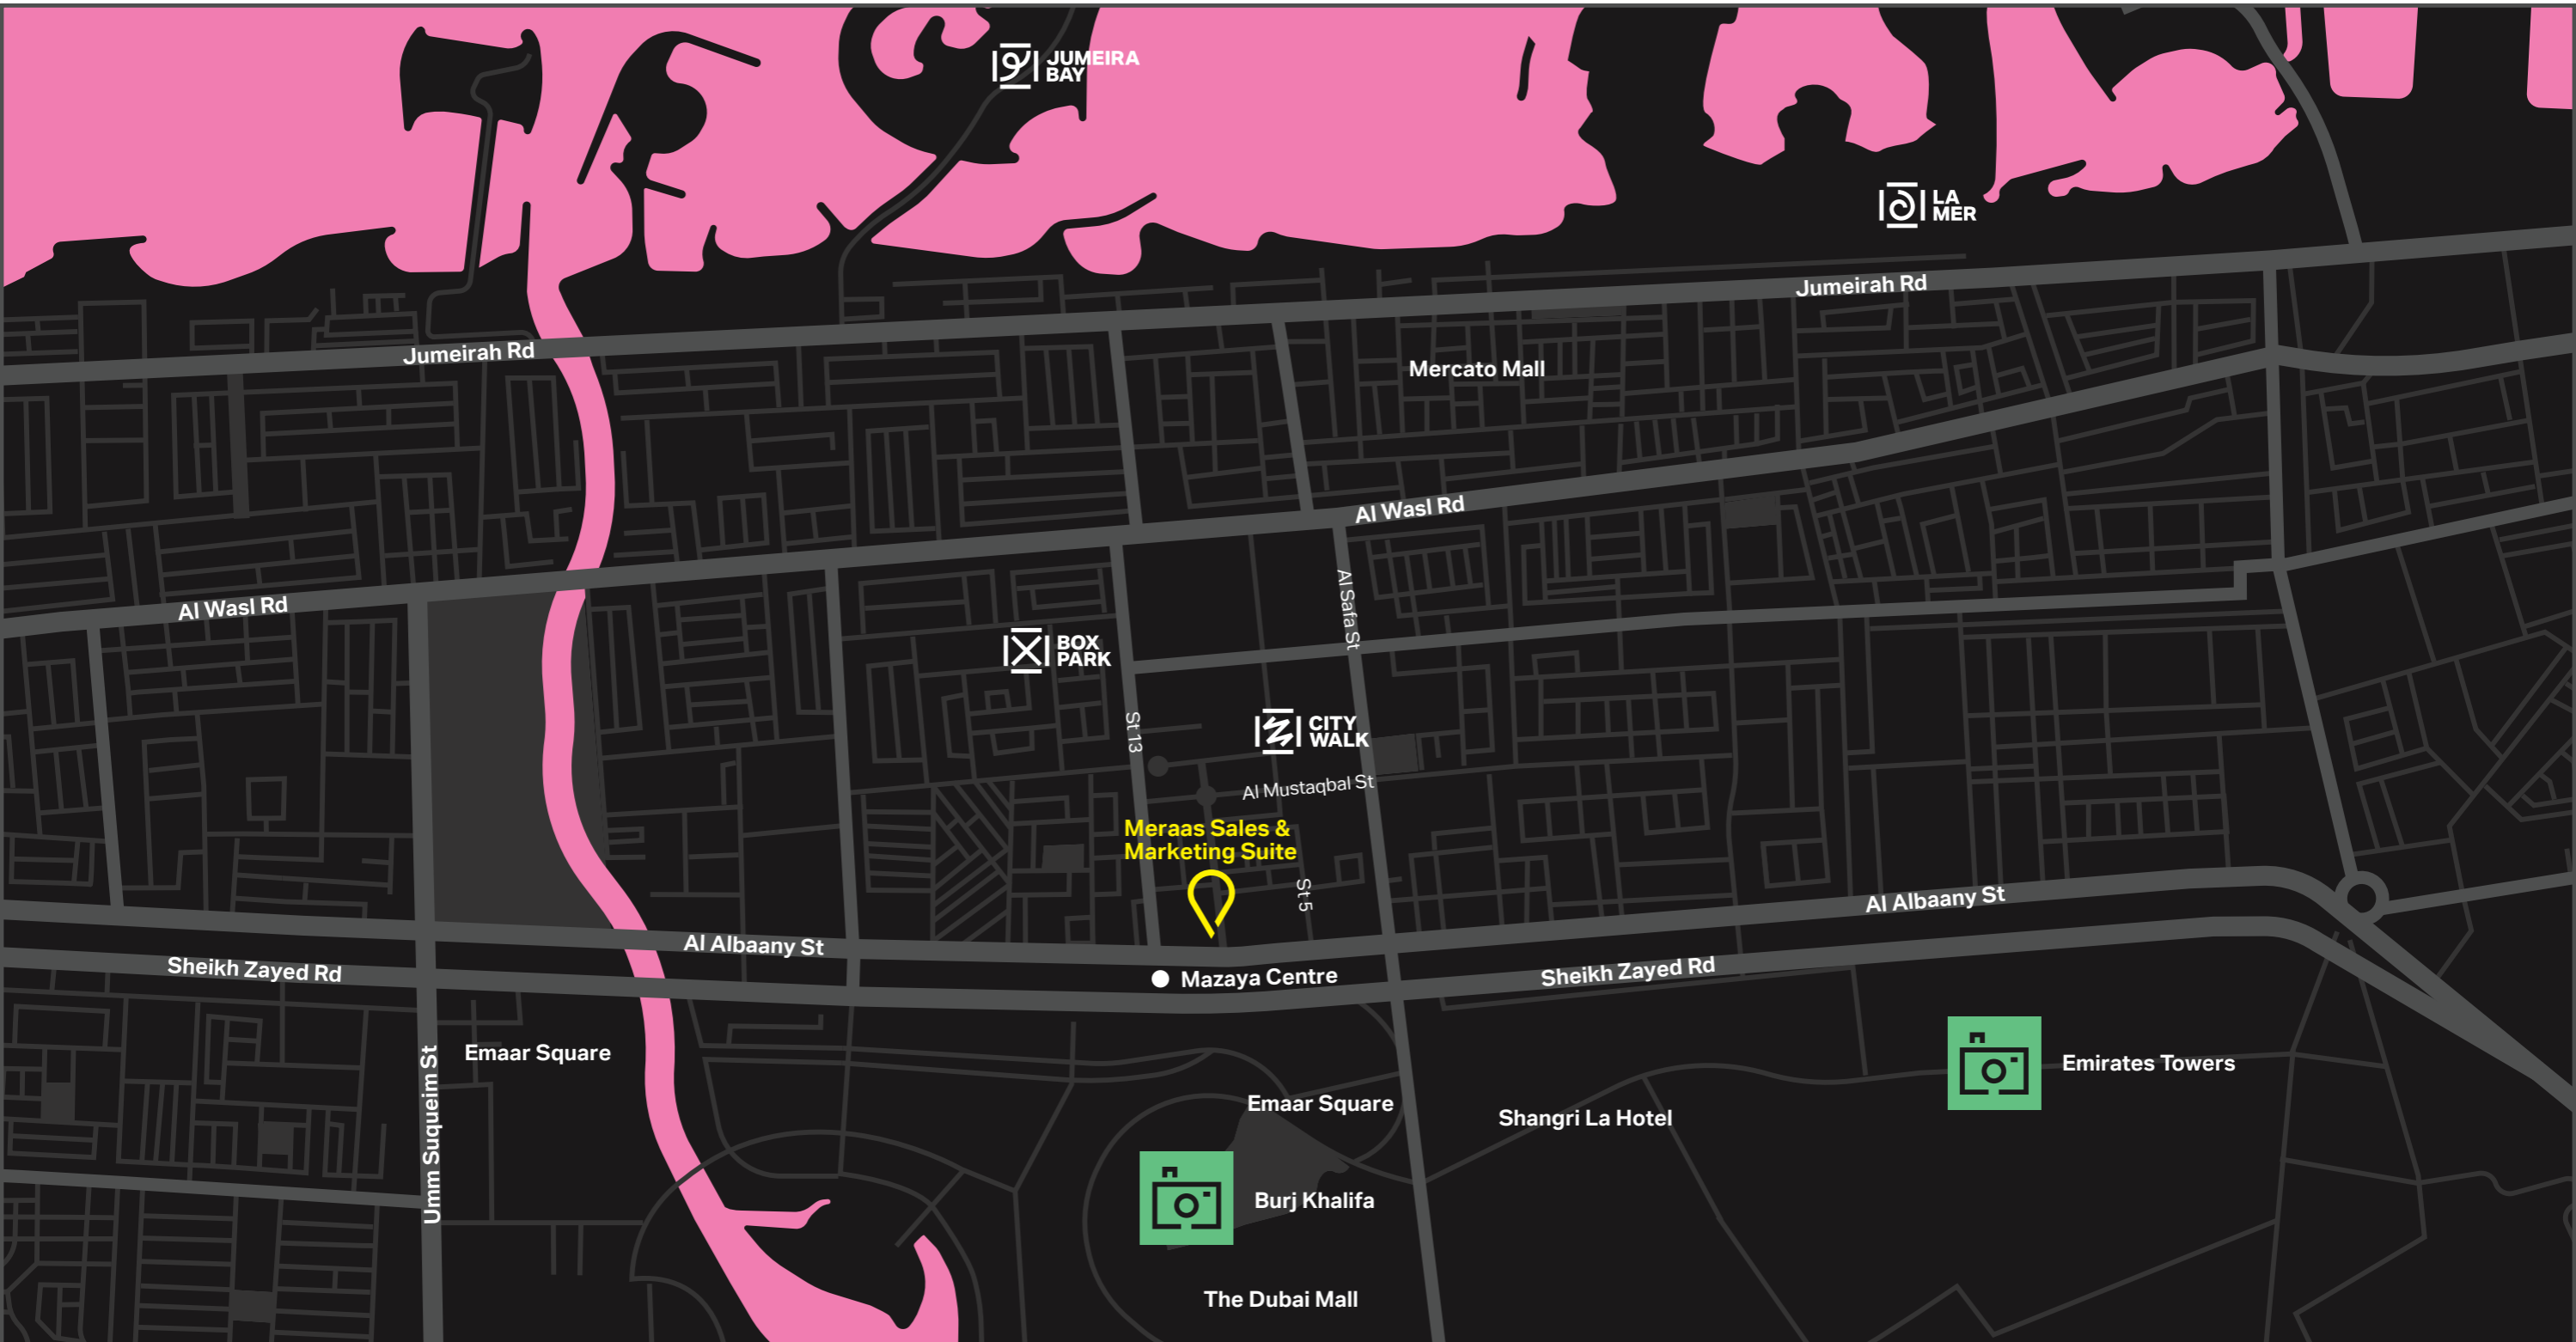 JUMEIRA
BAY
LA
MER
Jumeirah Rd
Jumeirah Rd
Mercato Mall
Al Wasl Rd
Al Wasl Rd
Al Safa St
BOX
PARK
St 13
CITY
WALK
Al Mustaqbal St
Meraas Sales &
Marketing Suite
St 5
Al Albaany St
Al Albaany St
Sheikh Zayed Rd
Mazaya Centre
Sheikh Zayed Rd
Umm Suqueim St
Emaar Square
Emaar Square
Shangri La Hotel
Emirates Towers
Burj Khalifa
The Dubai Mall